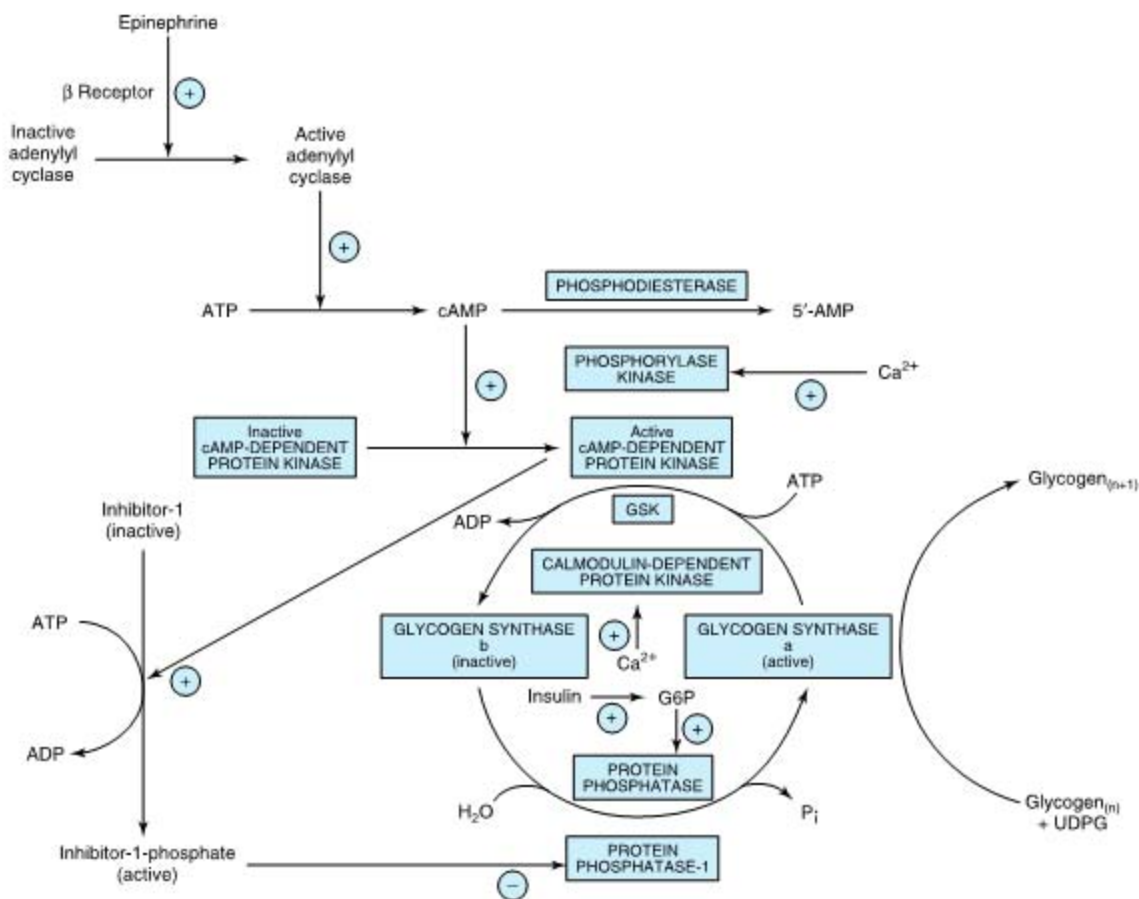 Epinephrine
β Receptor
+
Inactive
adenylyl
cyclase
Active
adenylyl
cyclase
+
ATP
cAMP
PHOSPHODIESTERASE
5′-AMP
+
PHOSPHORYLASE
KINASE
+
Ca2+
Inactive
cAMP-DEPENDENT
PROTEIN KINASE
Active
cAMP-DEPENDENT
PROTEIN KINASE
ATP
GSK
ADP
Glycogen(n+1)
Inhibitor-1
(inactive)
CALMODULIN-DEPENDENT
PROTEIN KINASE
ATP
GLYCOGEN SYNTHASE
b
(inactive)
+
Ca2+
GLYCOGEN SYNTHASE
a
(active)
+
Insulin
+
G6P
+
ADP
PROTEIN
PHOSPHATASE
H2O
Pi
Glycogen(n)
+ UDPG
Inhibitor-1-phosphate
(active)
−
PROTEIN
PHOSPHATASE-1